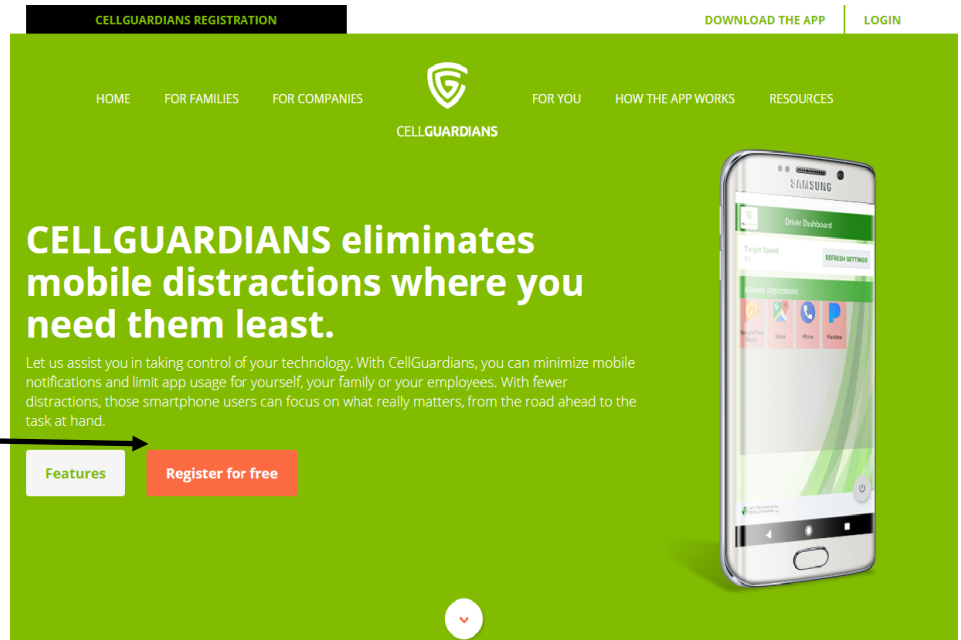 CELLGUARDIANS REGISTRATION
DOWNLOAD THE APP
LOGIN
HOME
FOR FAMILIES
FOR COMPANIES
CELLGUARDIANS
FOR YOU
HOW THE APP WORKS
RESOURCES
CELLGUARDIANS eliminates
mobile distractions where you
need them least.
Let us assist you in taking control of your technology. With CellGuardians, you can minimize mobile
notifications and limit app usage for yourself, your family or your employees. With fewer
distractions, those smartphone users can focus on what really matters, from the road ahead to the
task at hand.
Features
Register for free
SAMSUNG
Driver Dashboard
Target Speed
REFRESH SETTINGS
Allowed Applications
Maps
Phone
Pandora